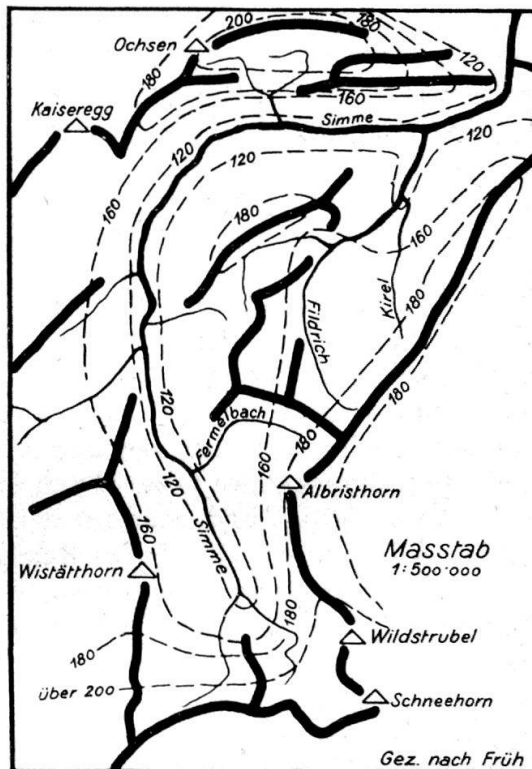 200
180
Ochsen
120
180
160
Kaiseregg
Simme
120
120
160
120
180
160
180
Fildrich
Kirel
180
120
Fermelbach
180
160
Albristhorn
120
Simme
160
Masstab
1:500·000
Wistätthorn
180
Wildstrubel
180
über 200
Schneehorn
Gez. nach Früh